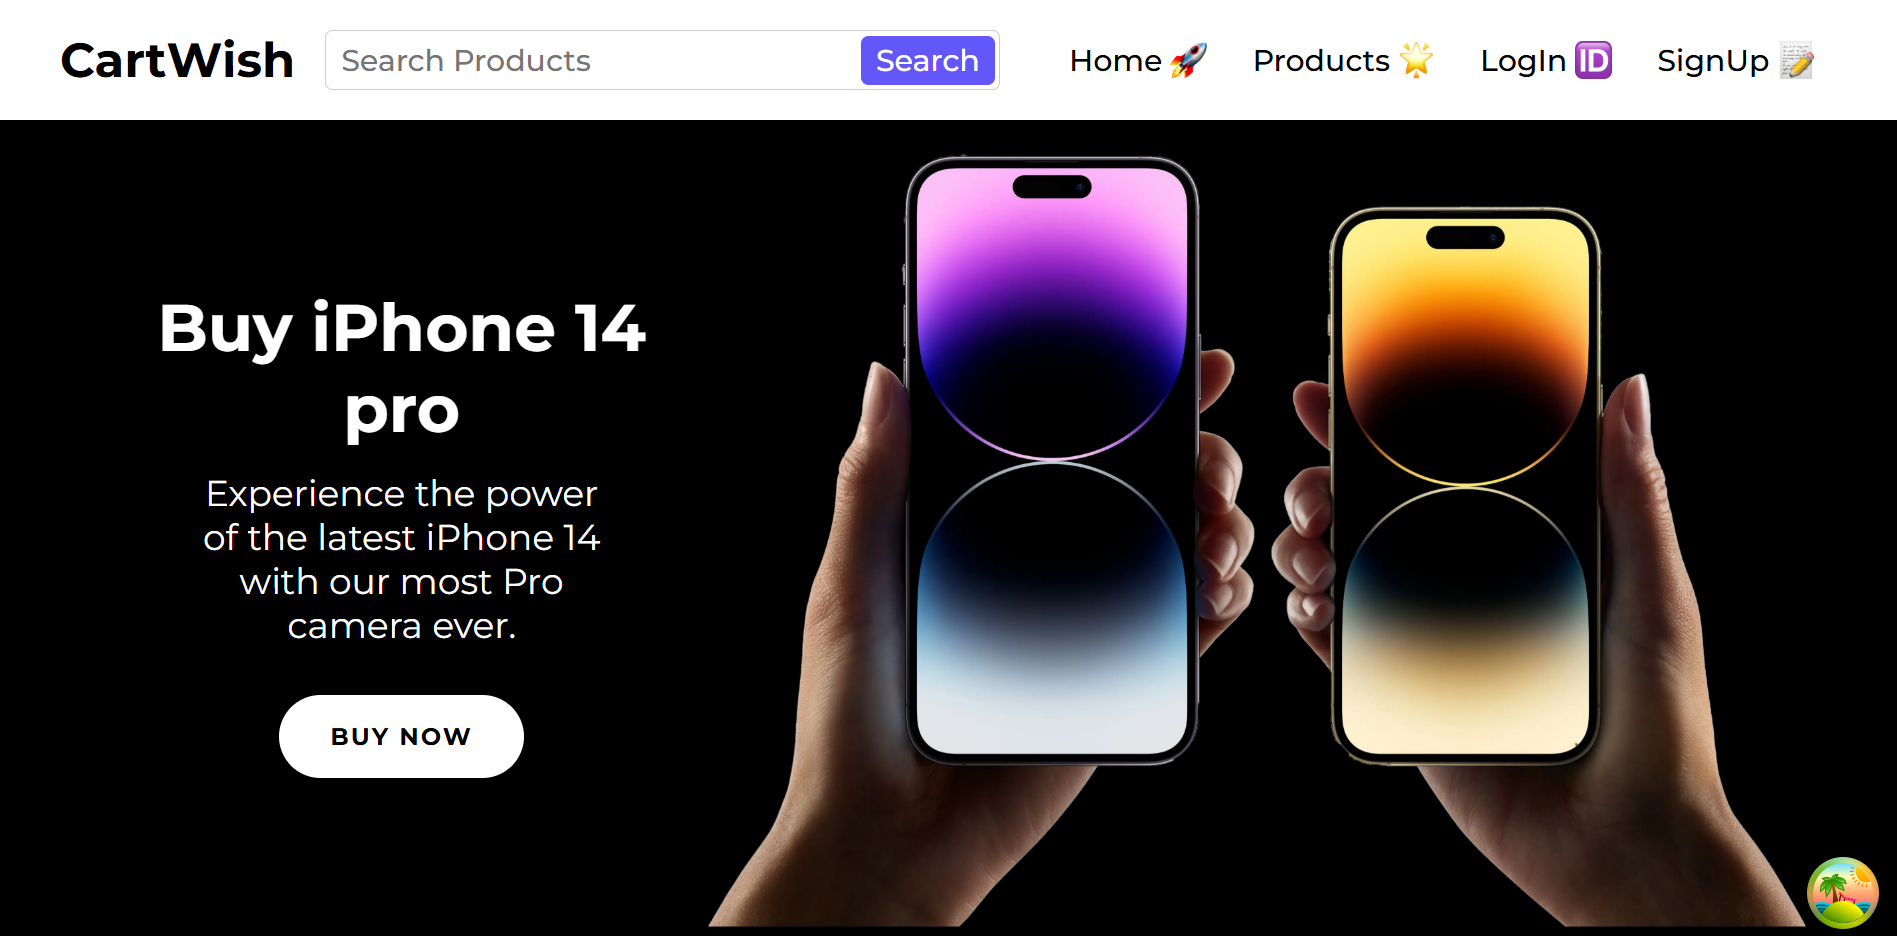 CartWish
Search Products
Search
Home 🚀
Products 🌟
LogIn 🆔
SignUp 📝
Buy iPhone 14
pro
Experience the power
of the latest iPhone 14
with our most Pro
camera ever.
BUY NOW